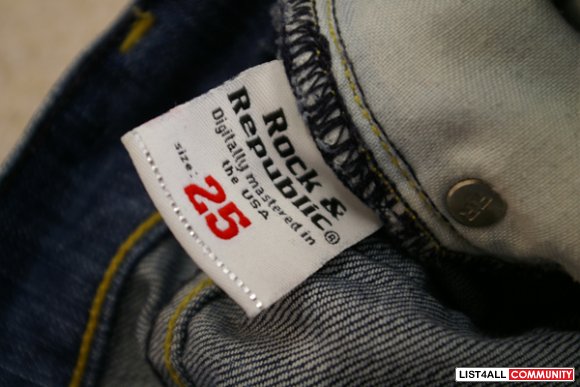 Rock &
Republic®
Digitally mastered in
the USA
size: 25
LIST4ALL COMMUNITY